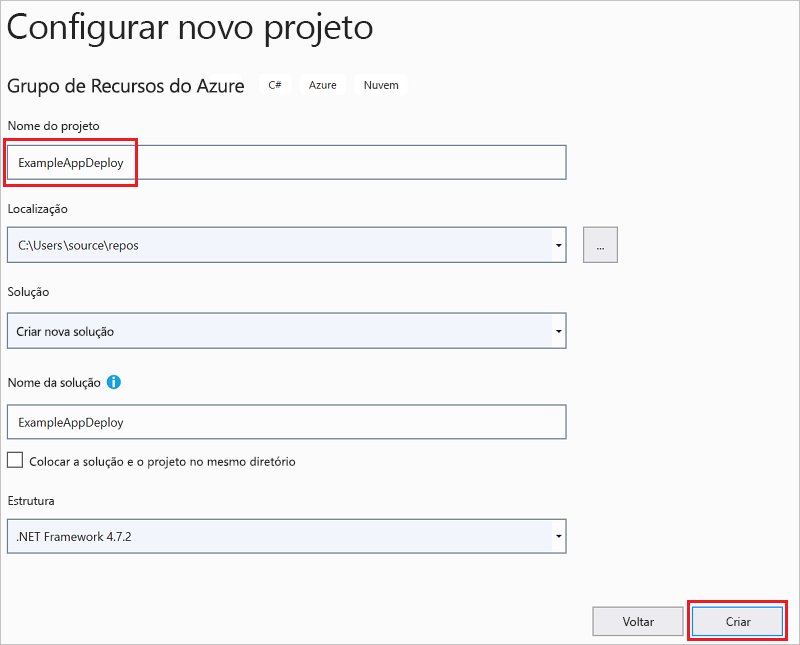 Configurar novo projeto
Grupo de Recursos do Azure C# Azure Nuvem
Nome do projeto
ExampleAppDeploy
Localização
C:\Users\source\repos ...
Solução
Criar nova solução
Nome da solução i
ExampleAppDeploy
Colocar a solução e o projeto no mesmo diretório
Estrutura
.NET Framework 4.7.2
Voltar Criar